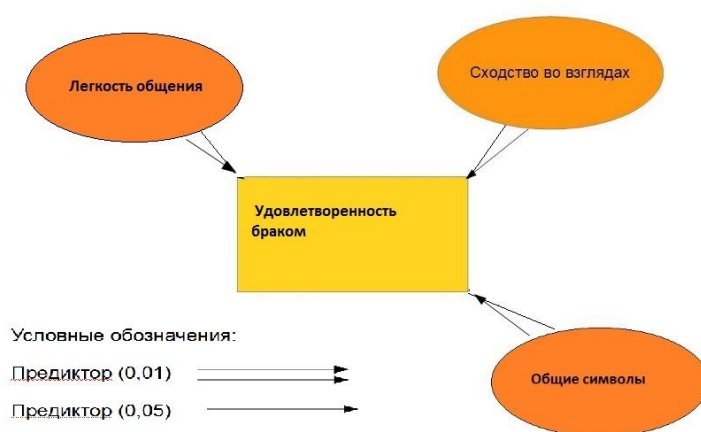 Легкость общения
Сходство во взглядах
Удовлетворенность
браком
Условные обозначения:
Предиктор (0,01)
Предиктор (0,05)
Общие символы